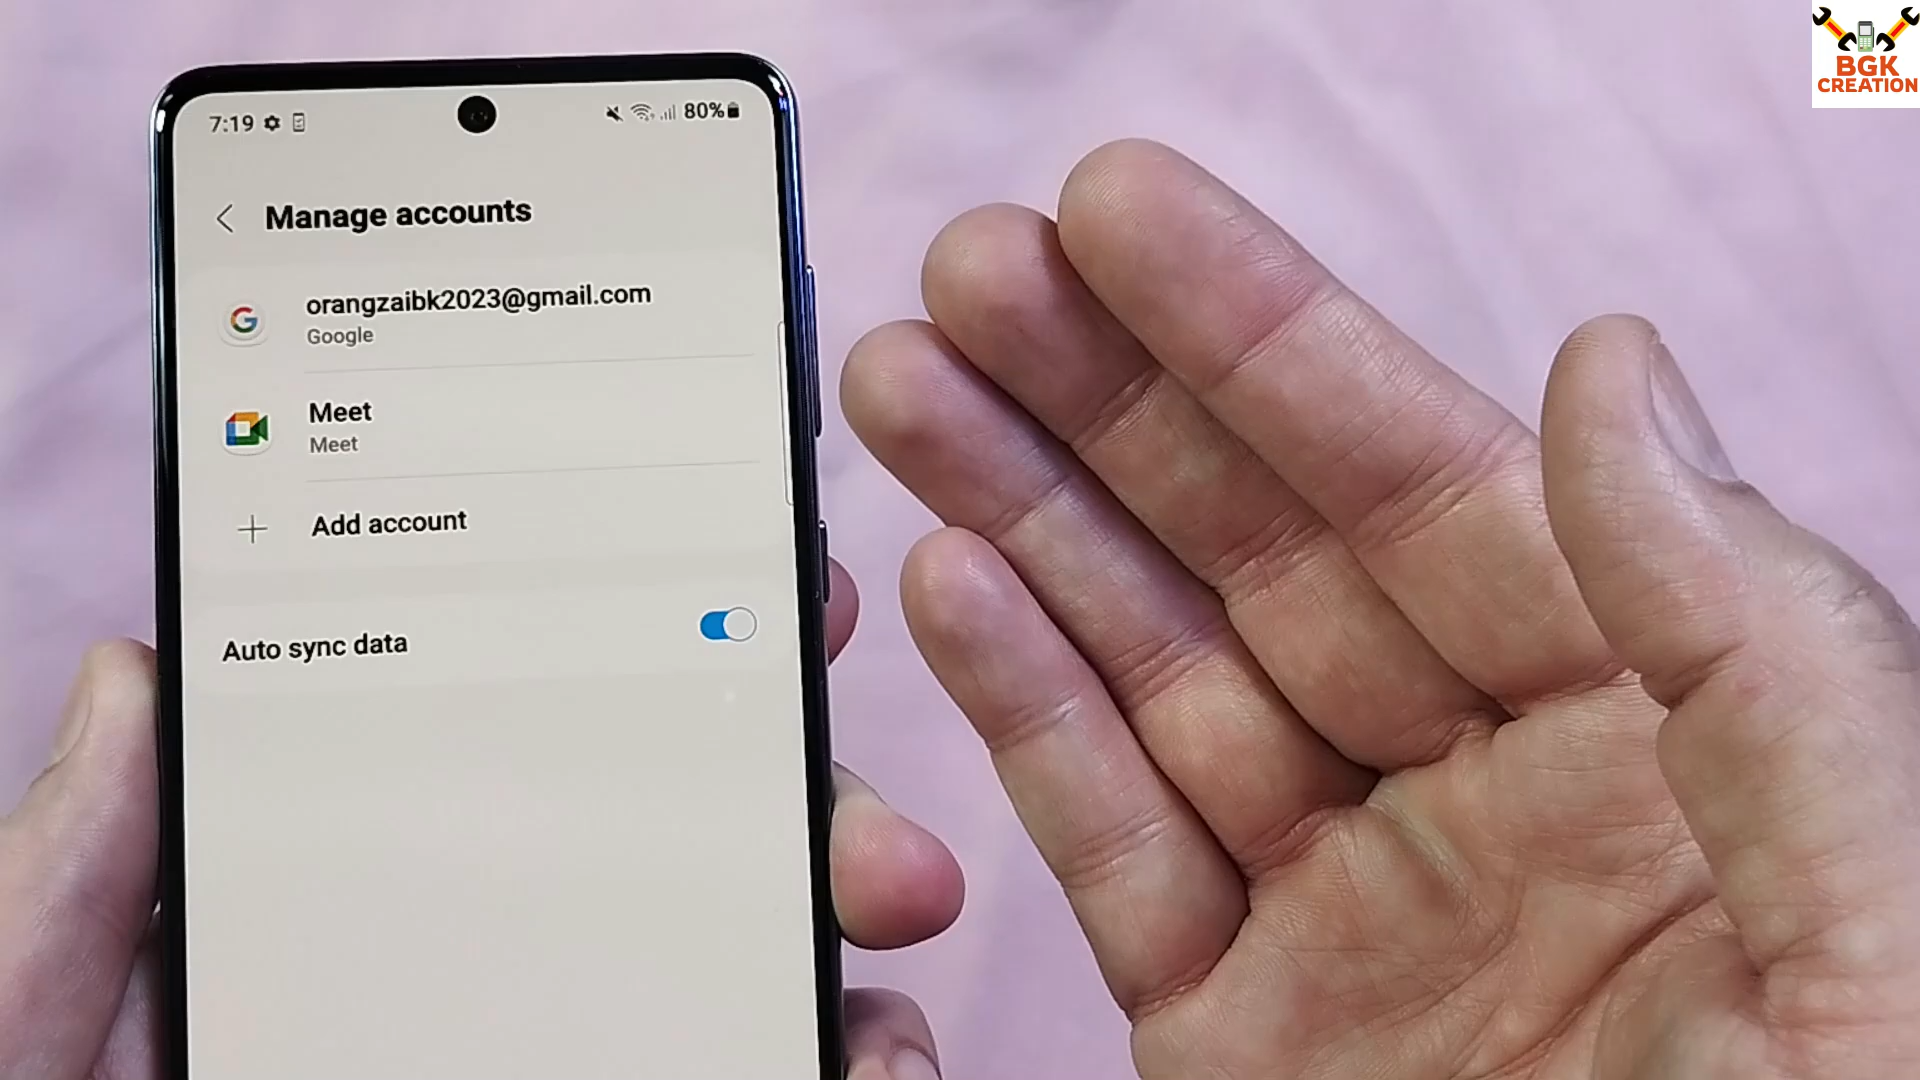 BGK
CREATION
7:19
80%
Manage accounts
orangzaibk2023@gmail.com
Google
Meet
Meet
Add account
Auto sync data